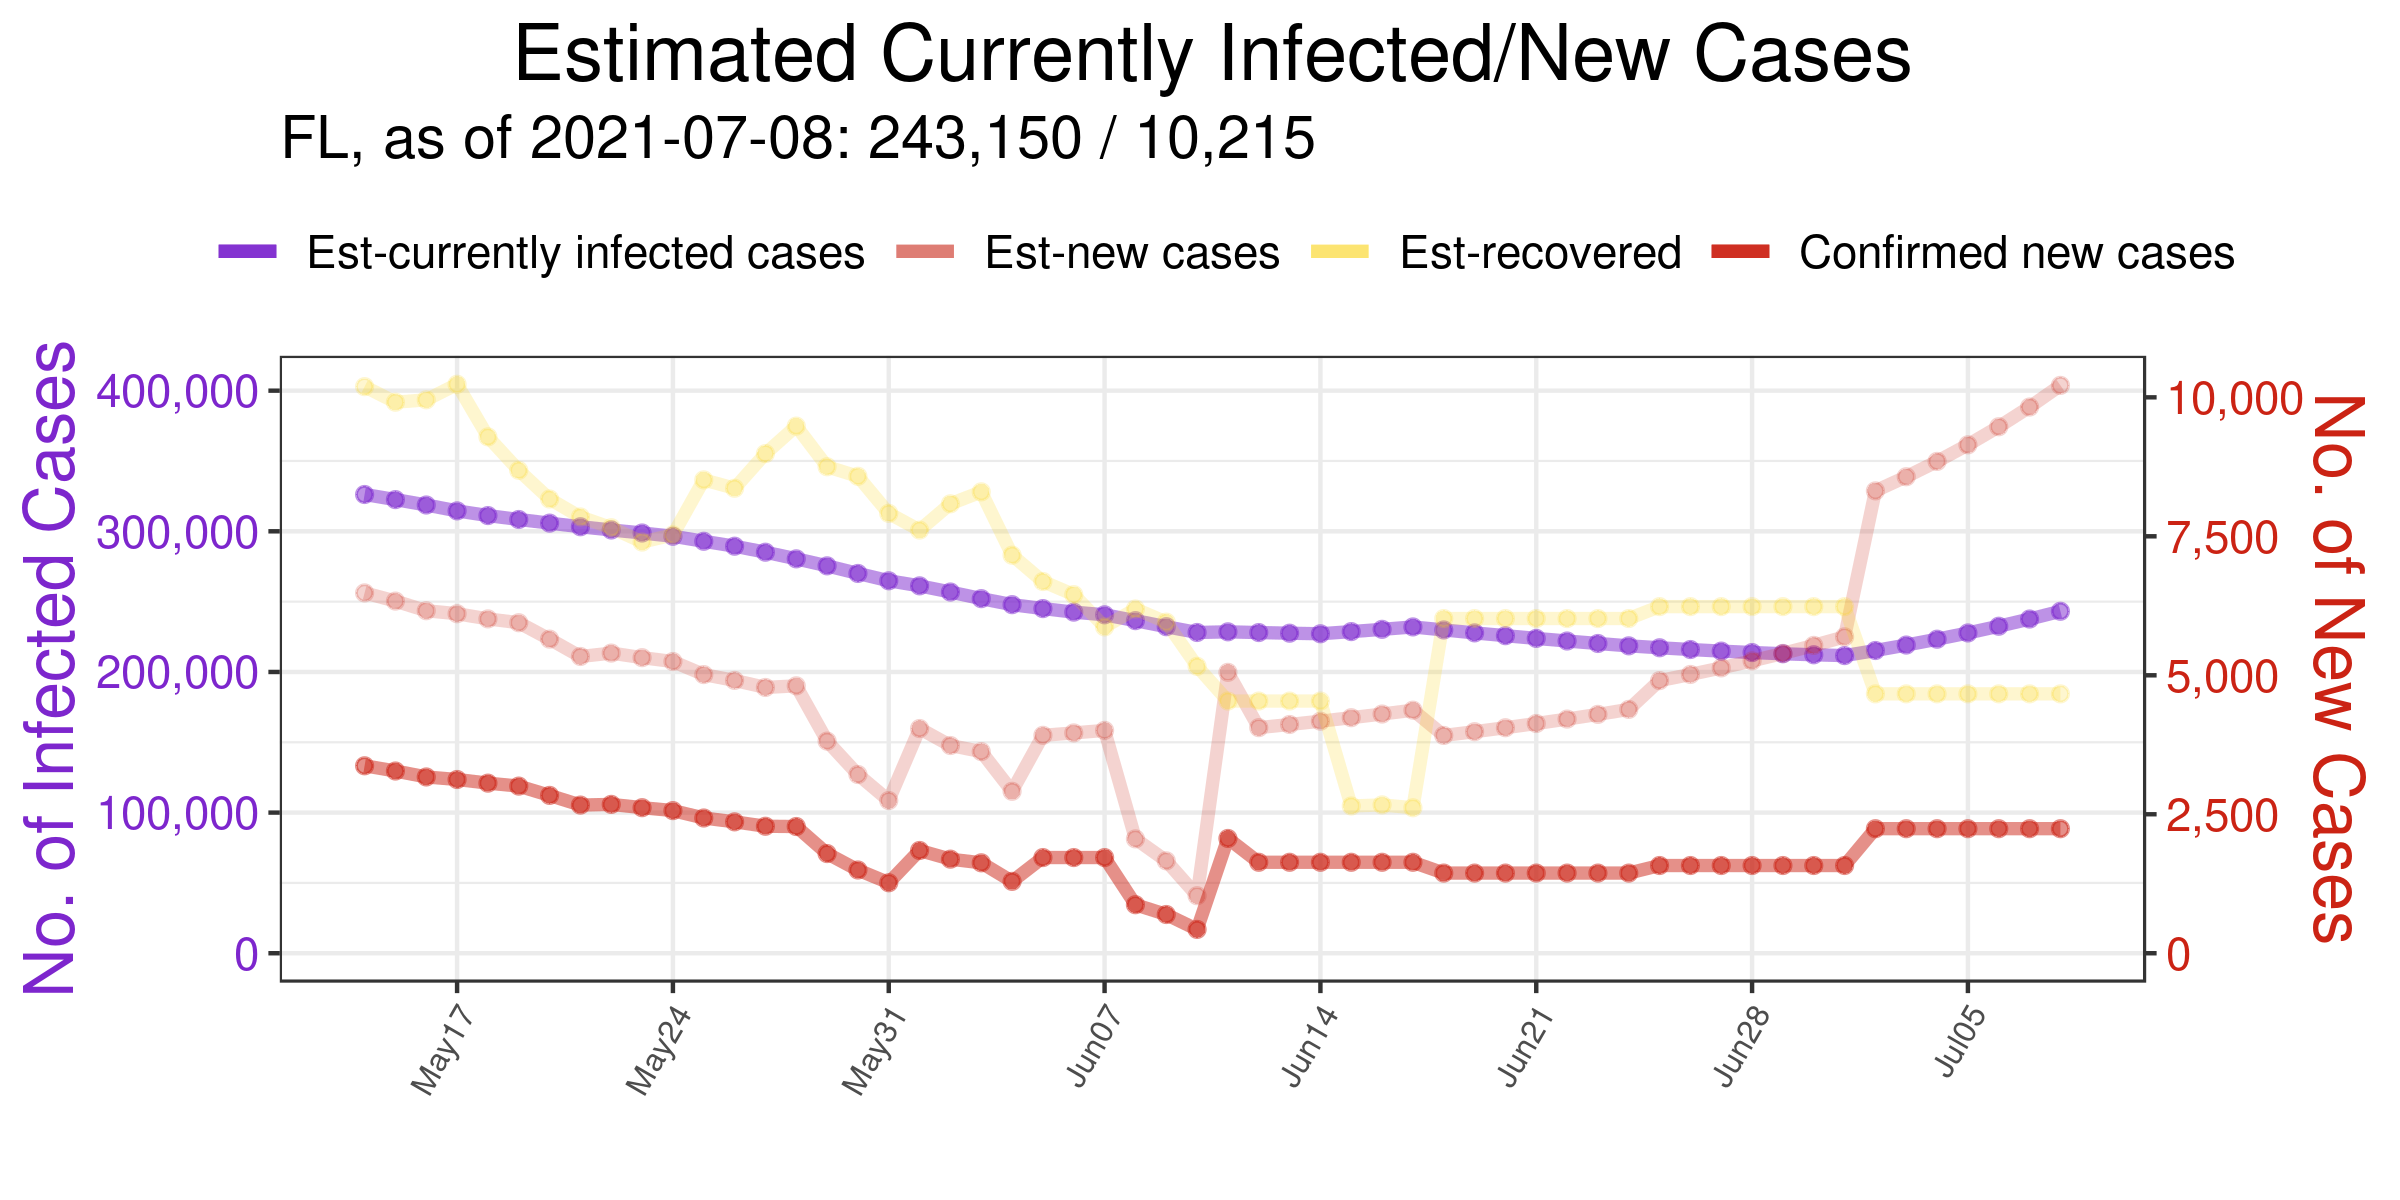 Estimated Currently Infected/New Cases
FL, as of 2021-07-08: 243,150 / 10,215
Est-currently infected cases Est-new cases Est-recovered Confirmed new cases
No. of Infected Cases
400,000
300,000
200,000
100,000
0
10,000
7,500
5,000
2,500
0
No. of New Cases
May17 May24 May31 Jun07 Jun14 Jun21 Jun28 Jul05